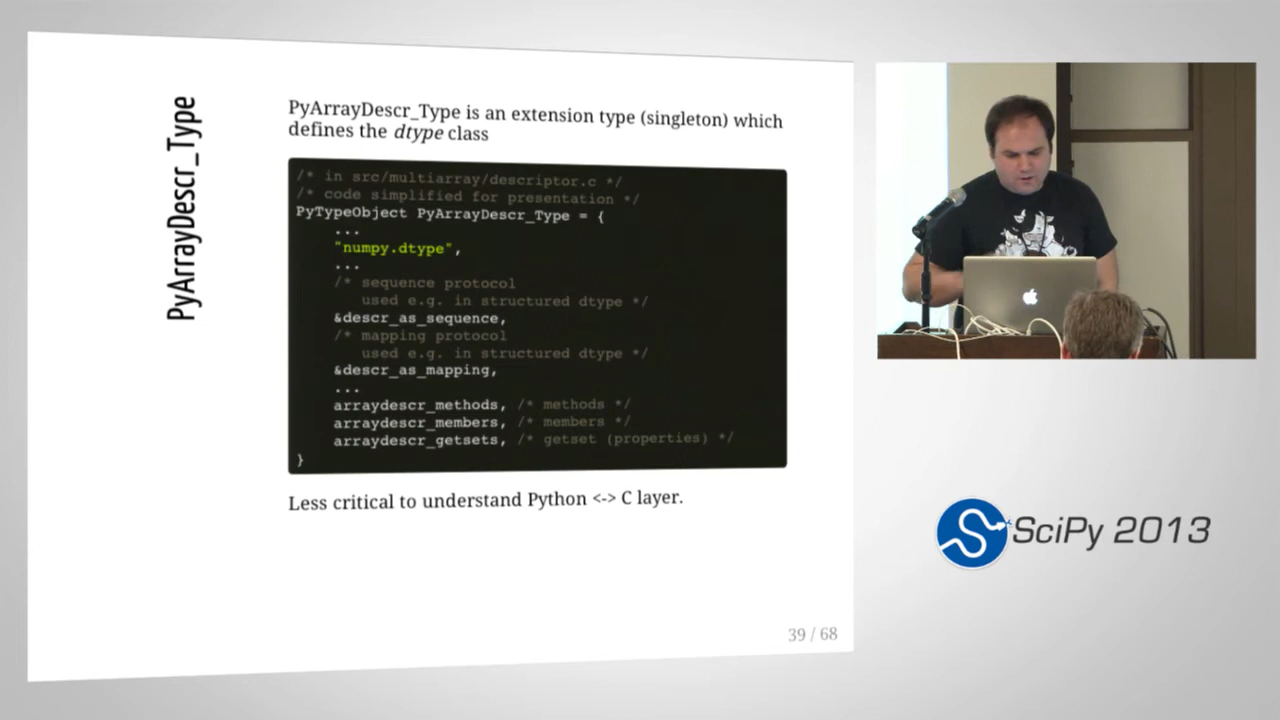 PyArrayDescr_Type
PyArrayDescr_Type is an extension type (singleton) which
defines the dtype class
/* in src/multiarray/descriptor.c */
/* code simplified for presentation */
PyTypeObject PyArrayDescr_Type = {
...
"numpy.dtype",
...
/* sequence protocol
used e.g. in structured dtype */
&descr_as_sequence,
/* mapping protocol
used e.g. in structured dtype */
&descr_as_mapping,
...
arraydescr_methods, /* methods */
arraydescr_members, /* members */
arraydescr_getsets, /* getset (properties) */
}
Less critical to understand Python <-> C layer.
39 / 68
SciPy 2013